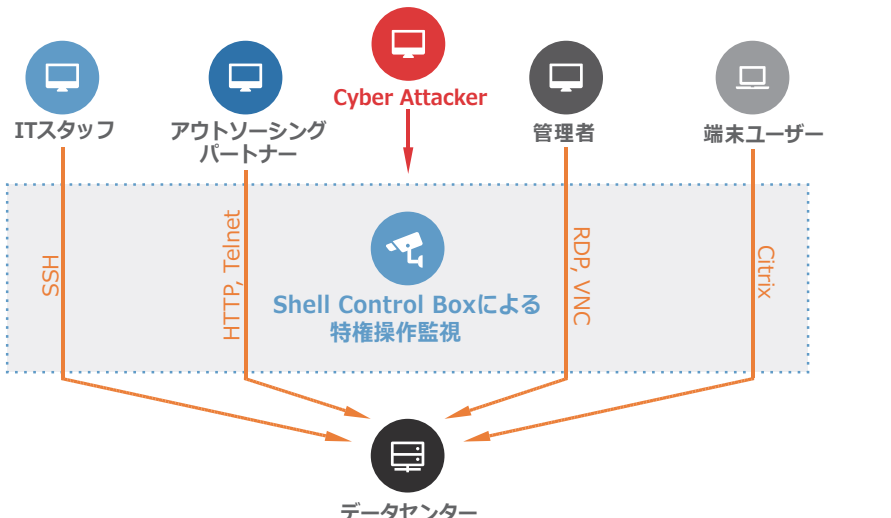 Cyber Attacker
ITスタッフ
アウトソーシング
パートナー
管理者
端末ユーザー
SSH
HTTP, Telnet
RDP, VNC
Citrix
Shell Control Boxによる
特権操作監視
データセンター